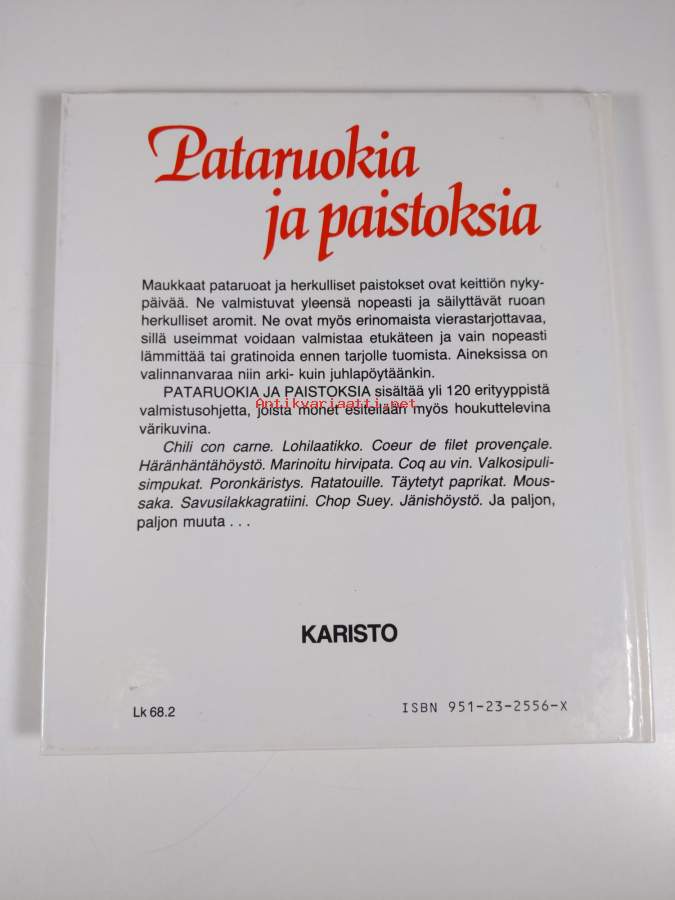 Pataruokia
ja paistoksia
Maukkaat pataruoat ja herkulliset paistokset ovat keittiön nyky-
päivää. Ne valmistuvat yleensä nopeasti ja säilyttävät ruoan
herkulliset aromit. Ne ovat myös erinomaista vierastarjottavaa,
sillä useimmat voidaan valmistaa etukäteen ja vain nopeasti
lämmittää tai gratinoida ennen tarjolle tuomista. Aineksissa on
valinnanvaraa niin arki- kuin juhlapöytäänkin.
PATARUOKIA JA PAISTOKSIA sisältää yli 120 erityyppistä
Antikvariaatti.net
valmistusohjetta, joista monet esitellään myös houkuttelevina
värikuvina.
Chili con carne. Lohilaatikko. Coeur de filet provençale.
Häränhäntähöystö. Marinoitu hirvipata. Coq au vin. Valkosipuli-
simpukat. Poronkäristys. Ratatouille. Täytetyt paprikat. Mous-
saka. Savusilakkagratiini. Chop Suey. Jänishöystö. Ja paljon,
paljon muuta . . .
KARISTO
Lk 68.2
ISBN 951-23-2556-X